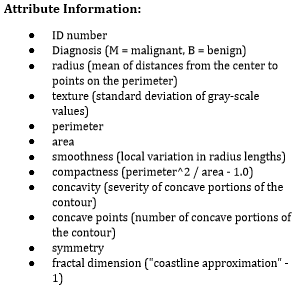 Attribute Information:
● ID number
● Diagnosis (M = malignant, B = benign)
● radius (mean of distances from the center to
points on the perimeter)
● texture (standard deviation of gray-scale
values)
● perimeter
● area
● smoothness (local variation in radius lengths)
● compactness (perimeter^2 / area - 1.0)
● concavity (severity of concave portions of the
contour)
● concave points (number of concave portions of
the contour)
● symmetry
● fractal dimension ("coastline approximation" -
1)